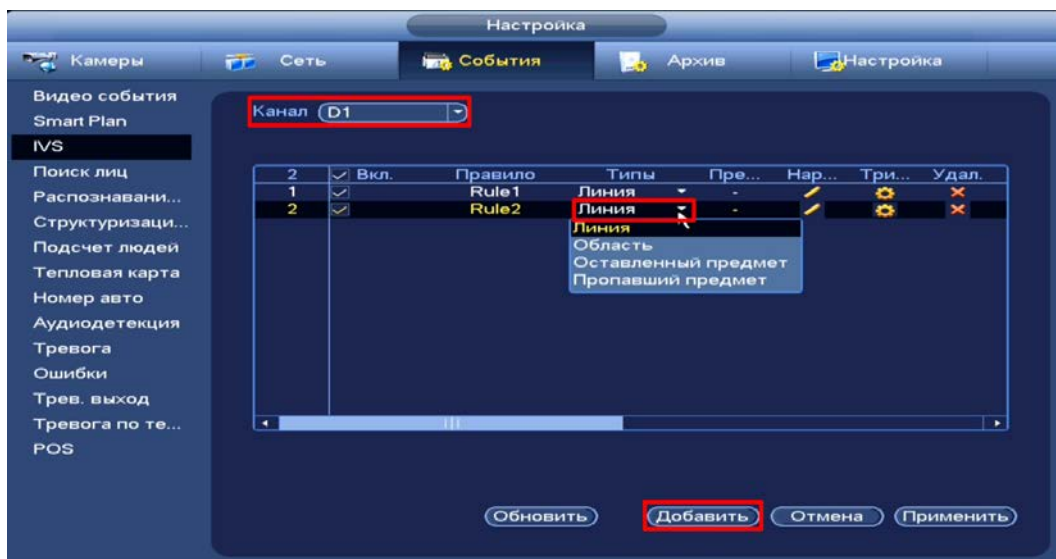 Настройка
Камеры Сеть События Архив Настройка
Видео события
Smart Plan
IVS
Поиск лиц
Распознавани...
Структуризаци...
Подсчет людей
Тепловая карта
Номер авто
Аудиодетекция
Тревога
Ошибки
Трев. выход
Тревога по те...
POS
Канал D1
2 Вкл. Правило Типы Пре... Нар... Три... Удал.
1 Rule1 Линия -
2 Rule2 Линия -
Линия
Область
Оставленный предмет
Пропавший предмет
Обновить Добавить Отмена Применить